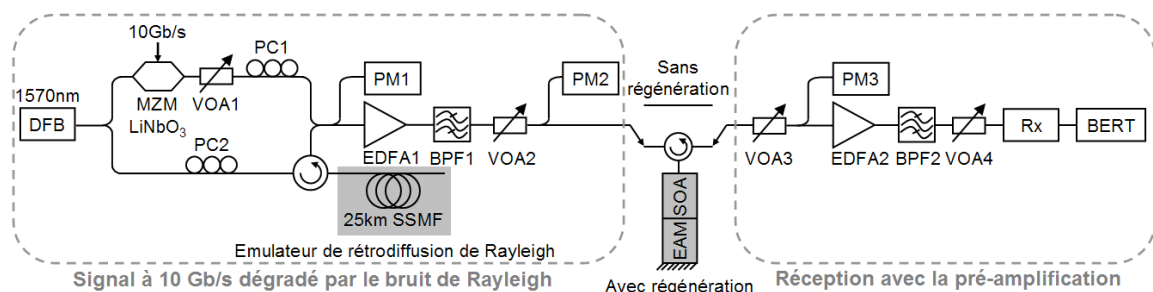 10Gb/s
PC1
1570nm
DFB
MZM
LiNbO3
VOA1
PM1
PM2
EDFA1
BPF1
VOA2
PC2
25km SSMF
Emulateur de rétrodiffusion de Rayleigh
Signal à 10 Gb/s dégradé par le bruit de Rayleigh
Sans
régénération
EAM
SOA
Avec régénération
PM3
VOA3
EDFA2
BPF2
VOA4
Rx
BERT
Réception avec la pré-amplification